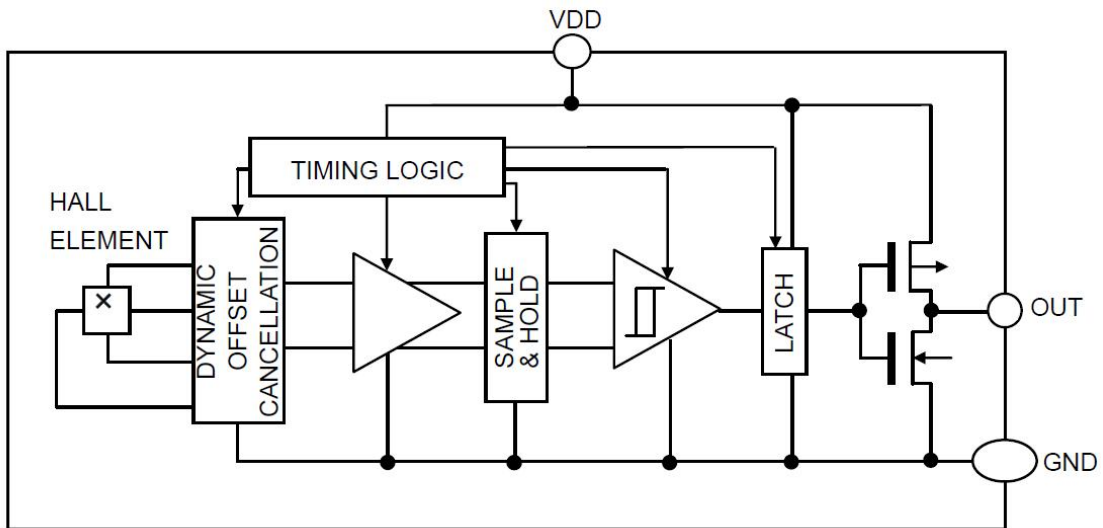 VDD
TIMING LOGIC
HALL
ELEMENT
DYNAMIC
OFFSET
CANCELLATION
SAMPLE
& HOLD
LATCH
OUT
GND